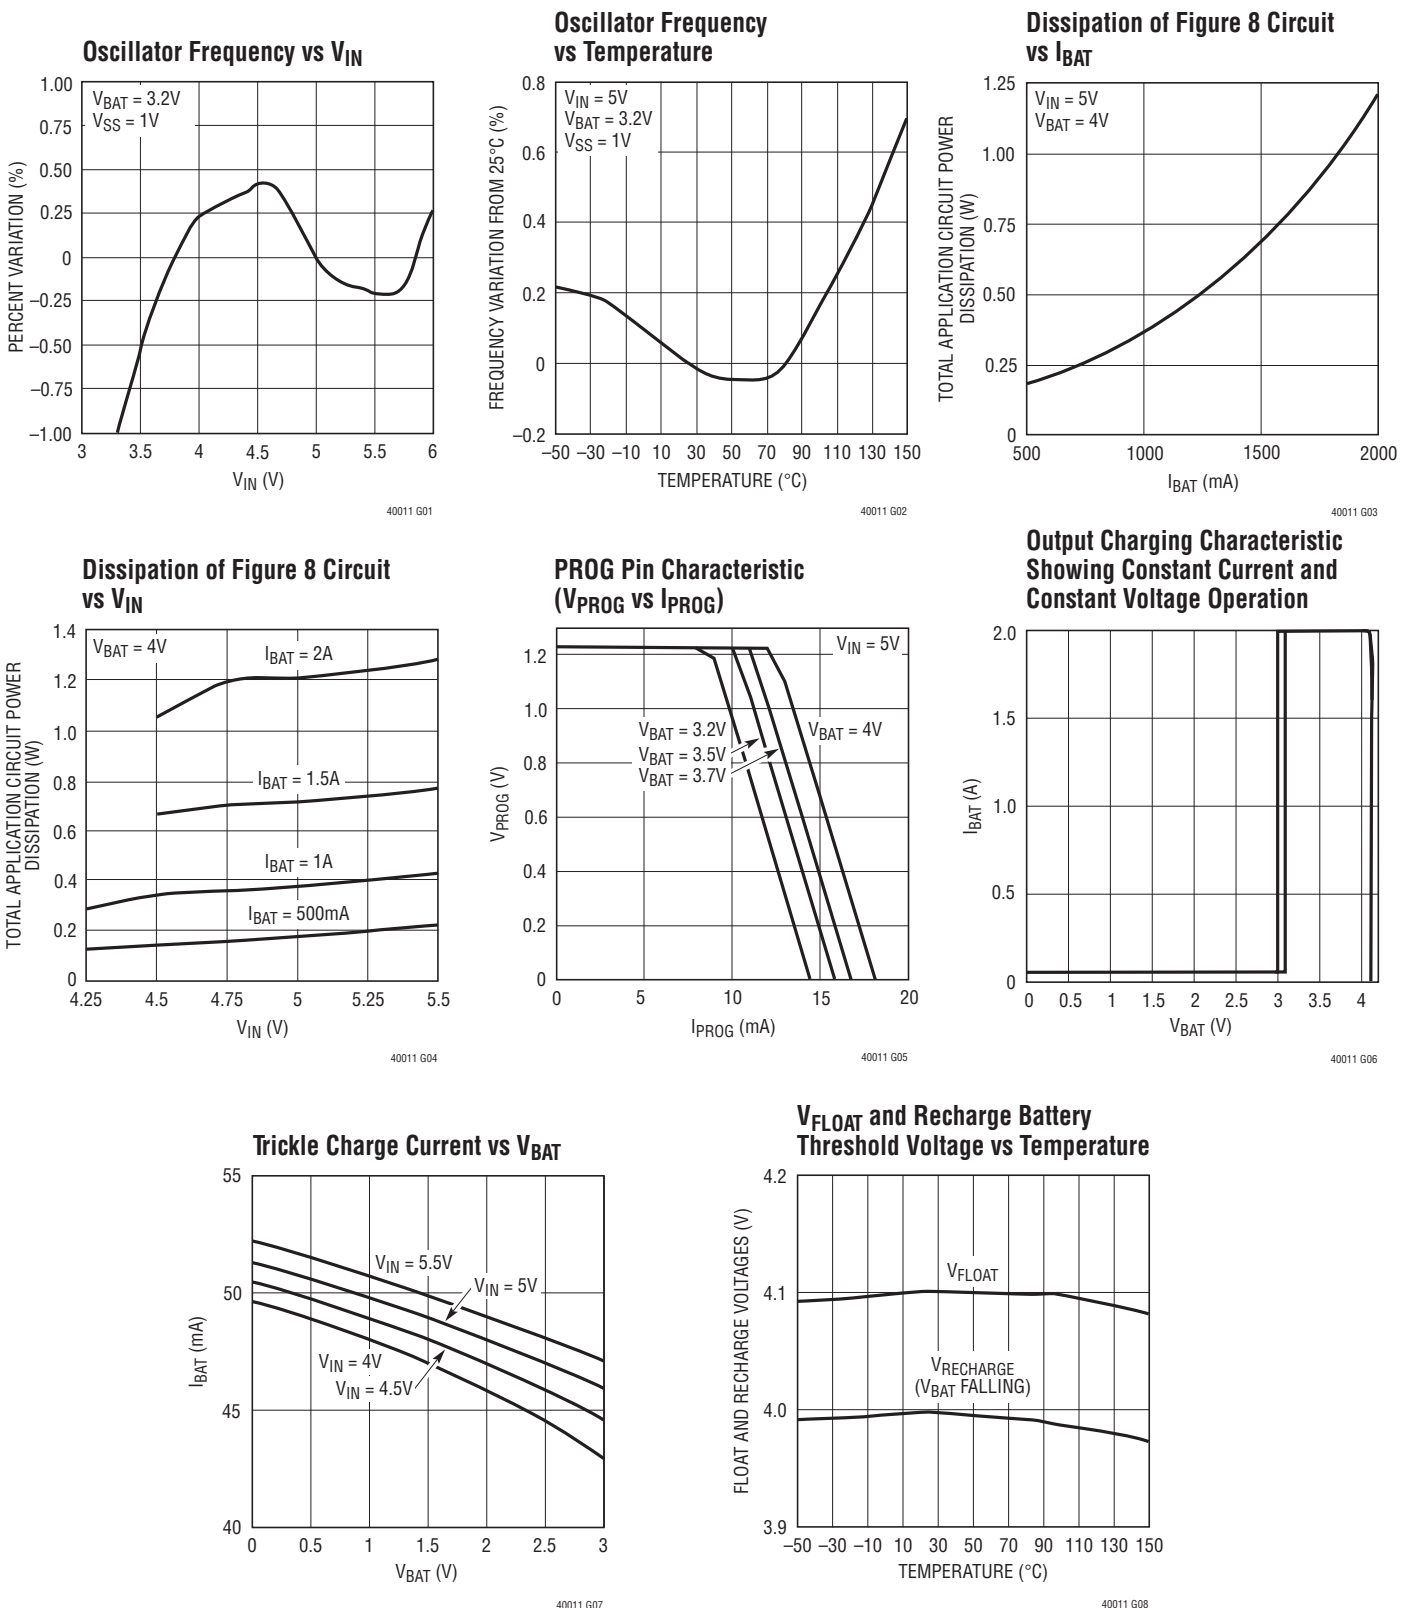 Oscillator Frequency vs VIN
1.00
0.75
0.50
0.25
0
–0.25
–0.50
–0.75
–1.00
PERCENT VARIATION (%)
VBAT = 3.2V
VSS = 1V
3 3.5 4 4.5 5 5.5 6
VIN (V)
40011 G01
Oscillator Frequency
vs Temperature
0.8
0.6
0.4
0.2
0
–0.2
FREQUENCY VARIATION FROM 25°C (%)
VIN = 5V
VBAT = 3.2V
VSS = 1V
–50 –30 –10 10 30 50 70 90 110 130 150
TEMPERATURE (°C)
40011 G02
Dissipation of Figure 8 Circuit
vs IBAT
1.25
1.00
0.75
0.50
0.25
0
TOTAL APPLICATION CIRCUIT POWER
DISSIPATION (W)
VIN = 5V
VBAT = 4V
500 1000 1500 2000
IBAT (mA)
40011 G03
Dissipation of Figure 8 Circuit
vs VIN
1.4
1.2
1.0
0.8
0.6
0.4
0.2
0
TOTAL APPLICATION CIRCUIT POWER
DISSIPATION (W)
VBAT = 4V
IBAT = 2A
IBAT = 1.5A
IBAT = 1A
IBAT = 500mA
4.25 4.5 4.75 5 5.25 5.5
VIN (V)
40011 G04
PROG Pin Characteristic
(VPROG vs IPROG)
1.2
1.0
0.8
0.6
0.4
0.2
0
VPROG (V)
VIN = 5V
VBAT = 3.2V
VBAT = 3.5V
VBAT = 3.7V
VBAT = 4V
0 5 10 15 20
IPROG (mA)
40011 G05
Output Charging Characteristic
Showing Constant Current and
Constant Voltage Operation
2.0
1.5
1.0
0.5
0
IBAT (A)
0 0.5 1 1.5 2 2.5 3 3.5 4
VBAT (V)
40011 G06
Trickle Charge Current vs VBAT
55
50
45
40
IBAT (mA)
VIN = 5.5V
VIN = 5V
VIN = 4V
VIN = 4.5V
0 0.5 1 1.5 2 2.5 3
VBAT (V)
40011 G07
VFLOAT and Recharge Battery
Threshold Voltage vs Temperature
4.2
4.1
4.0
3.9
FLOAT AND RECHARGE VOLTAGES (V)
VFLOAT
VRECHARGE
(VBAT FALLING)
–50 –30 –10 10 30 50 70 90 110 130 150
TEMPERATURE (°C)
40011 G08